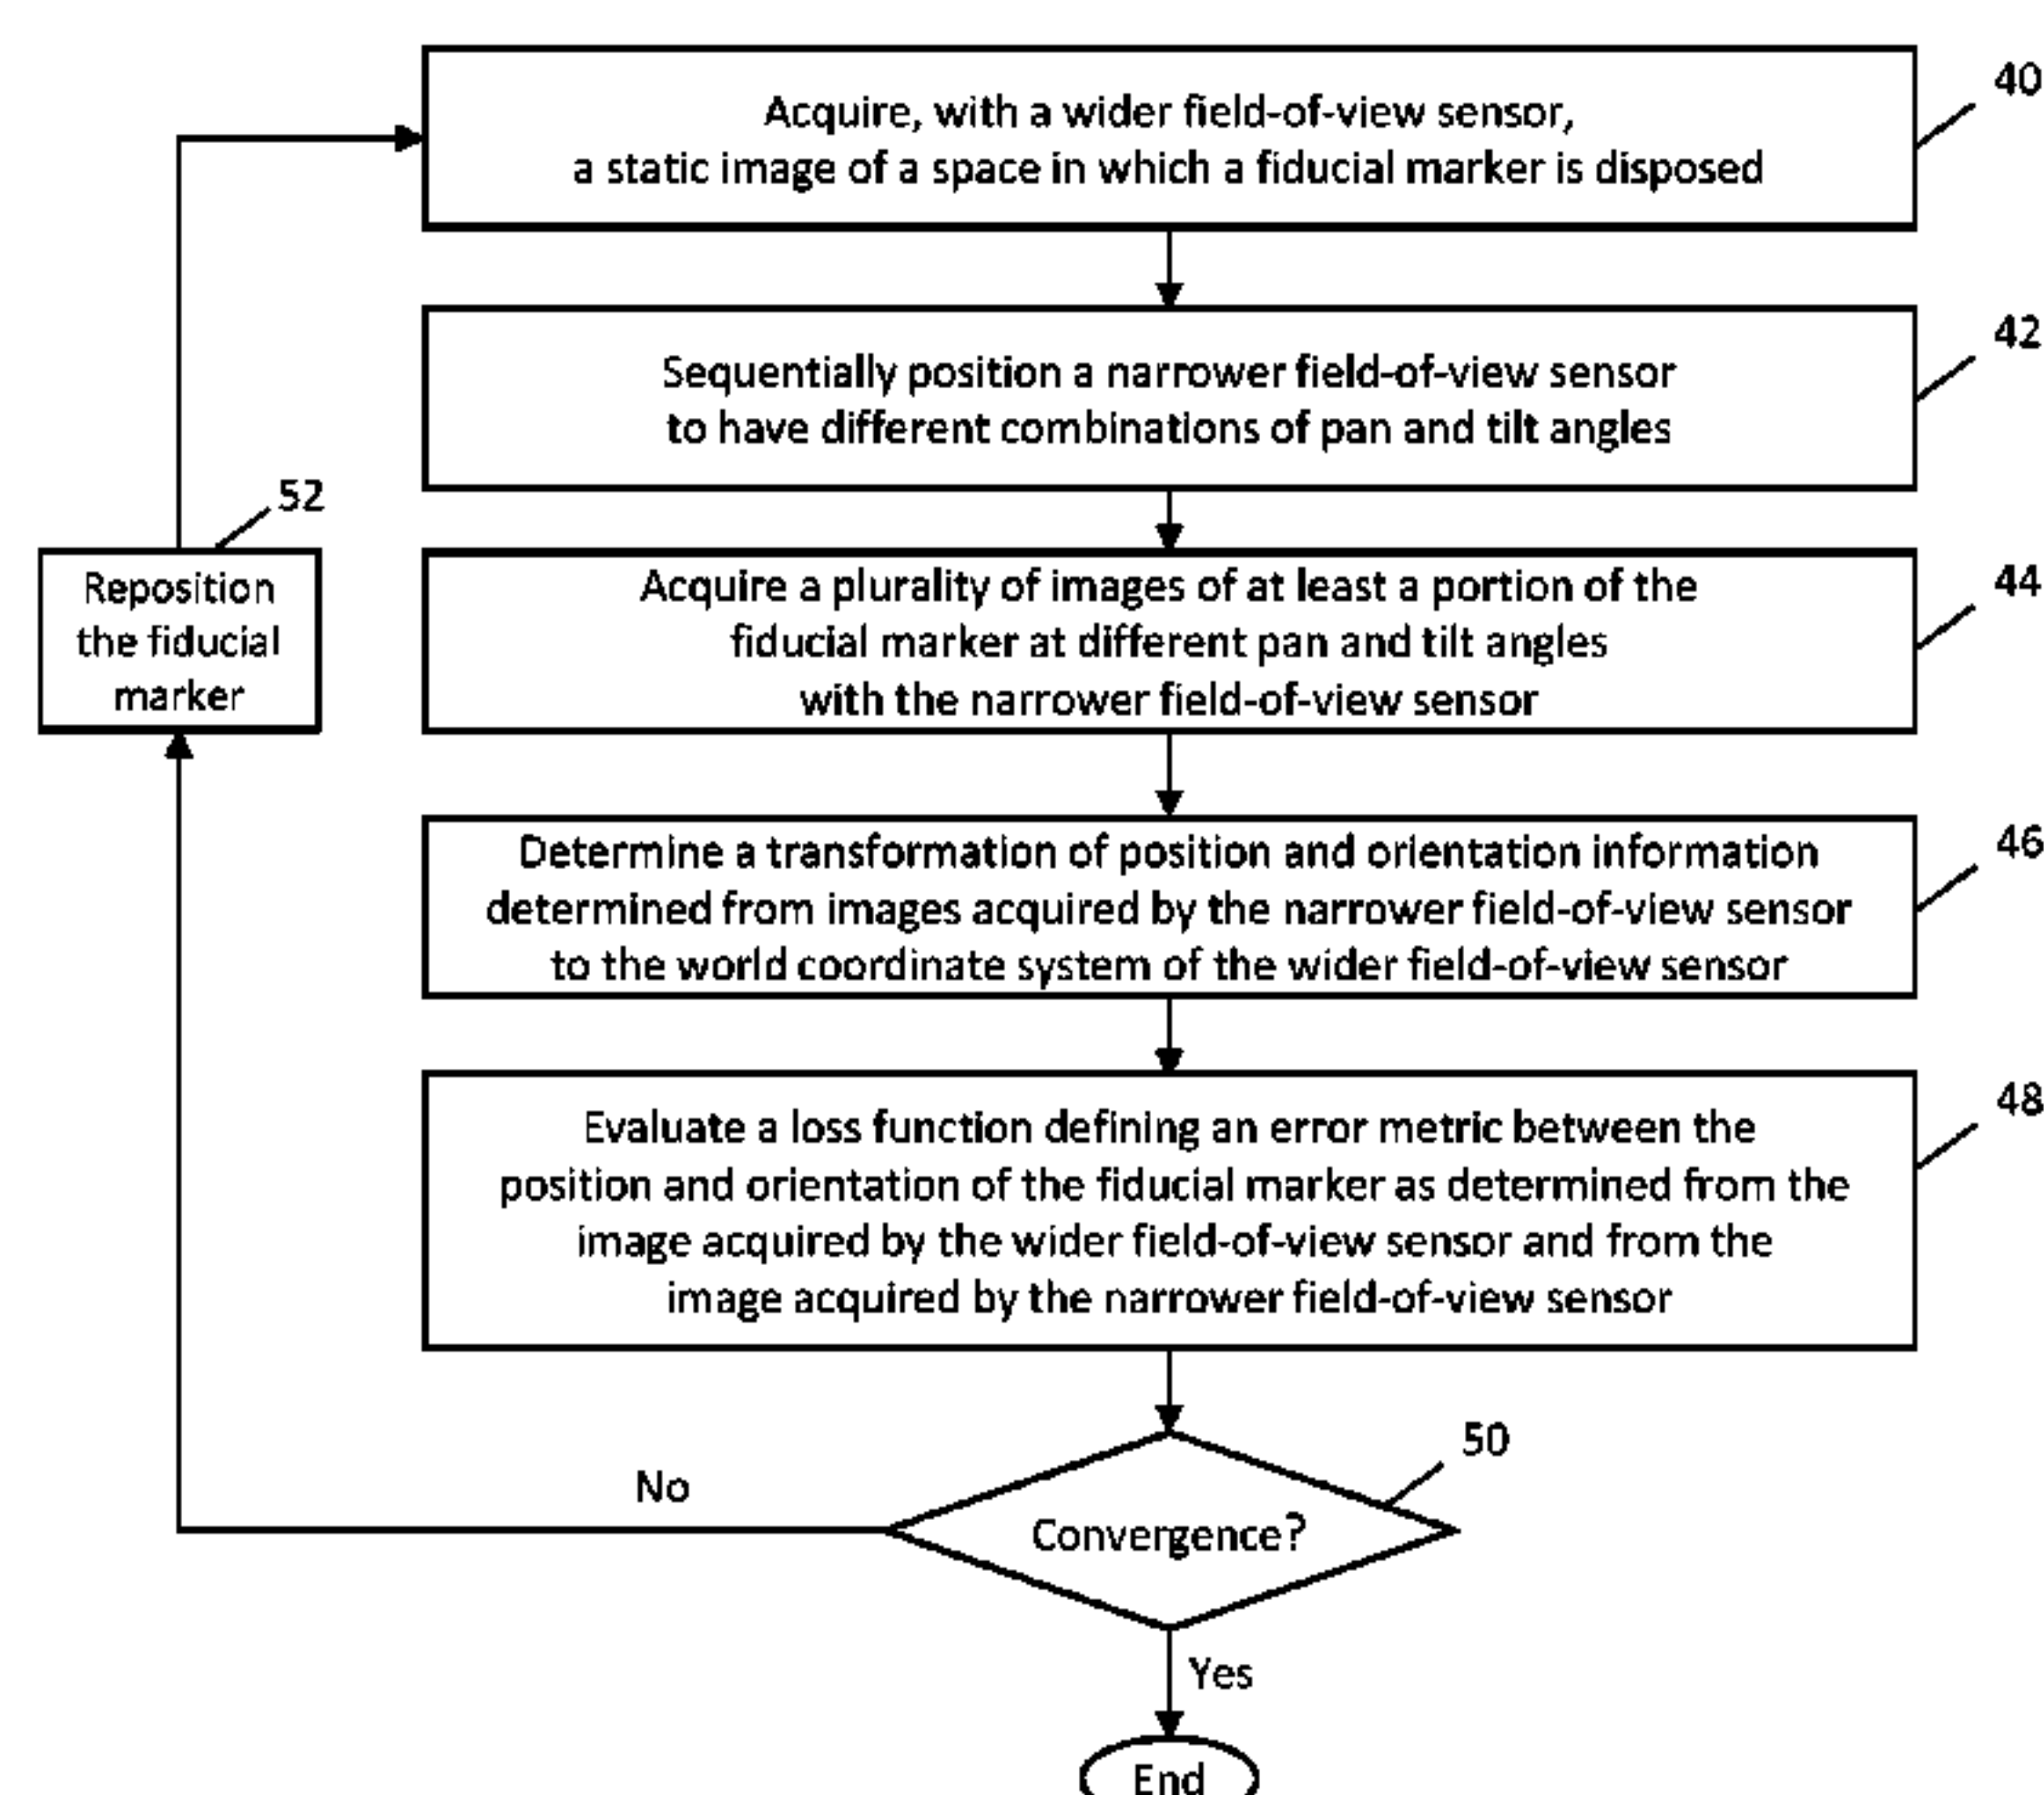 Acquire, with a wider field-of-view sensor,
a static image of a space in which a fiducial marker is disposed
40
Sequentially position a narrower field-of-view sensor
to have different combinations of pan and tilt angles
42
52
Reposition
the fiducial
marker
Acquire a plurality of images of at least a portion of the
fiducial marker at different pan and tilt angles
with the narrower field-of-view sensor
44
Determine a transformation of position and orientation information
determined from images acquired by the narrower field-of-view sensor
to the world coordinate system of the wider field-of-view sensor
46
Evaluate a loss function defining an error metric between the
position and orientation of the fiducial marker as determined from the
image acquired by the wider field-of-view sensor and from the
image acquired by the narrower field-of-view sensor
48
50
No
Convergence?
Yes
End